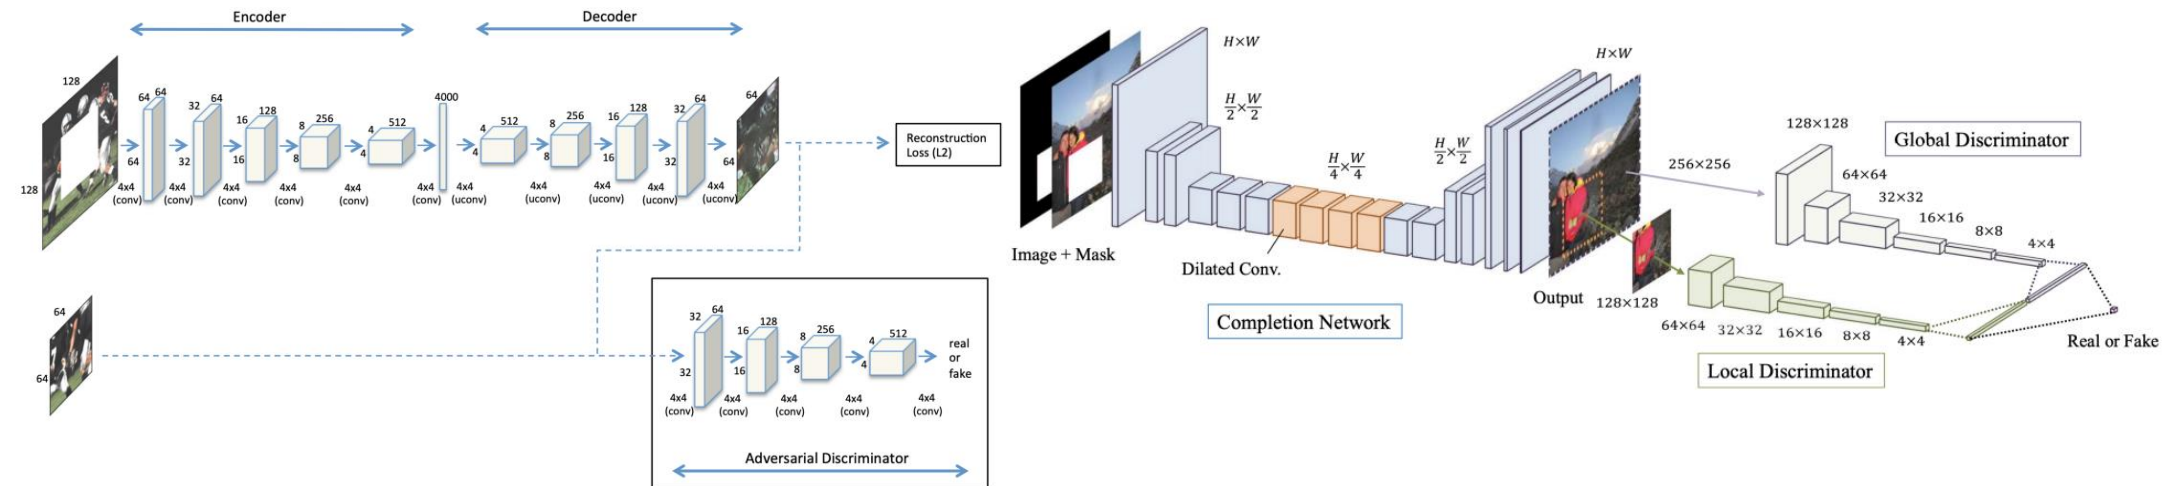 Encoder
Decoder
128
128
64 64
64
4x4
(conv)
32 64
32
4x4
(conv)
16 128
16
4x4
(conv)
8 256
8
4x4
(conv)
4 512
4
4x4
(conv)
4000
4x4
(conv)
4 512
4
4x4
(uconv)
8 256
8
4x4
(uconv)
16 128
16
4x4
(uconv)
32 64
32
4x4
(uconv)
64
64
4x4
(uconv)
Reconstruction
Loss (L2)
64
64
32 64
32
4x4
(conv)
16 128
16
4x4
(conv)
8 256
8
4x4
(conv)
4 512
4
4x4
(conv)
4x4
(conv)
real
or
fake
Adversarial Discriminator
Image + Mask
H×W
H/2×W/2
H/4×W/4
H/2×W/2
H×W
Dilated Conv.
Completion Network
Output
256×256
128×128
128×128
64×64
32×32
16×16
8×8
4×4
Global Discriminator
64×64
32×32
16×16
8×8
4×4
Local Discriminator
Real or Fake